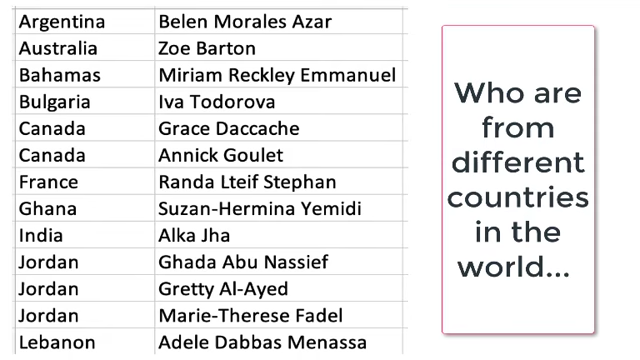 Argentina Belen Morales Azar
Australia Zoe Barton
Bahamas Miriam Reckley Emmanuel
Bulgaria Iva Todorova
Canada Grace Daccache
Canada Annick Goulet
France Randa Lteif Stephan
Ghana Suzan-Hermina Yemidi
India Alka Jha
Jordan Ghada Abu Nassief
Jordan Gretty Al-Ayed
Jordan Marie-Therese Fadel
Lebanon Adele Dabbas Menassa
Who are
from
different
countries
in the
world...